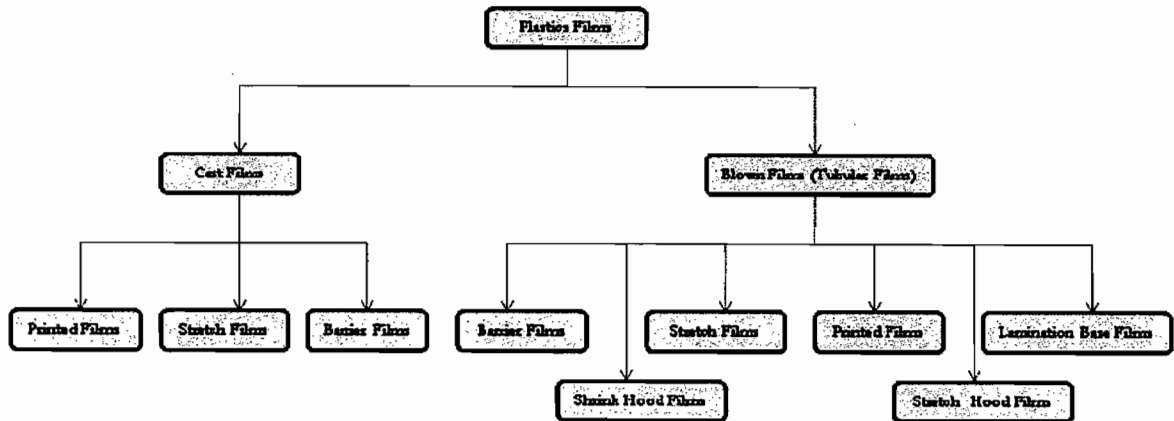 Plastics Films
Cast Films
Blown Films (Tubular Films)
Printed Films
Stretch Films
Barrier Films
Barrier Films
Stretch Films
Printed Films
Lamination Base Films
Shrink Hood Films
Stretch Hood Films